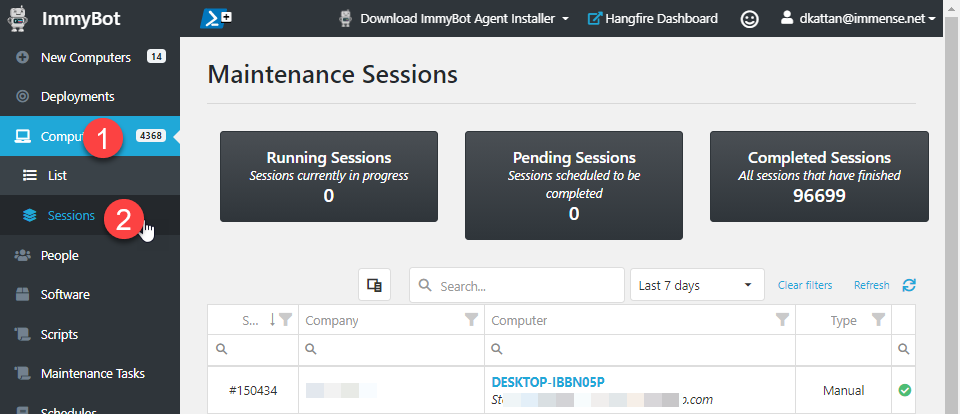 ImmyBot
Download ImmyBot Agent Installer
Hangfire Dashboard
dkattan@immense.net
New Computers 14
Deployments
Compu 1 4368
List
Sessions 2
People
Software
Scripts
Maintenance Tasks
Schedules
Maintenance Sessions
Running Sessions
Sessions currently in progress
0
Pending Sessions
Sessions scheduled to be
completed
0
Completed Sessions
All sessions that have finished
96699
Search...
Last 7 days
Clear filters
Refresh
S... Company Computer Type
#150434 DESKTOP-IBBN05P Manual
.com